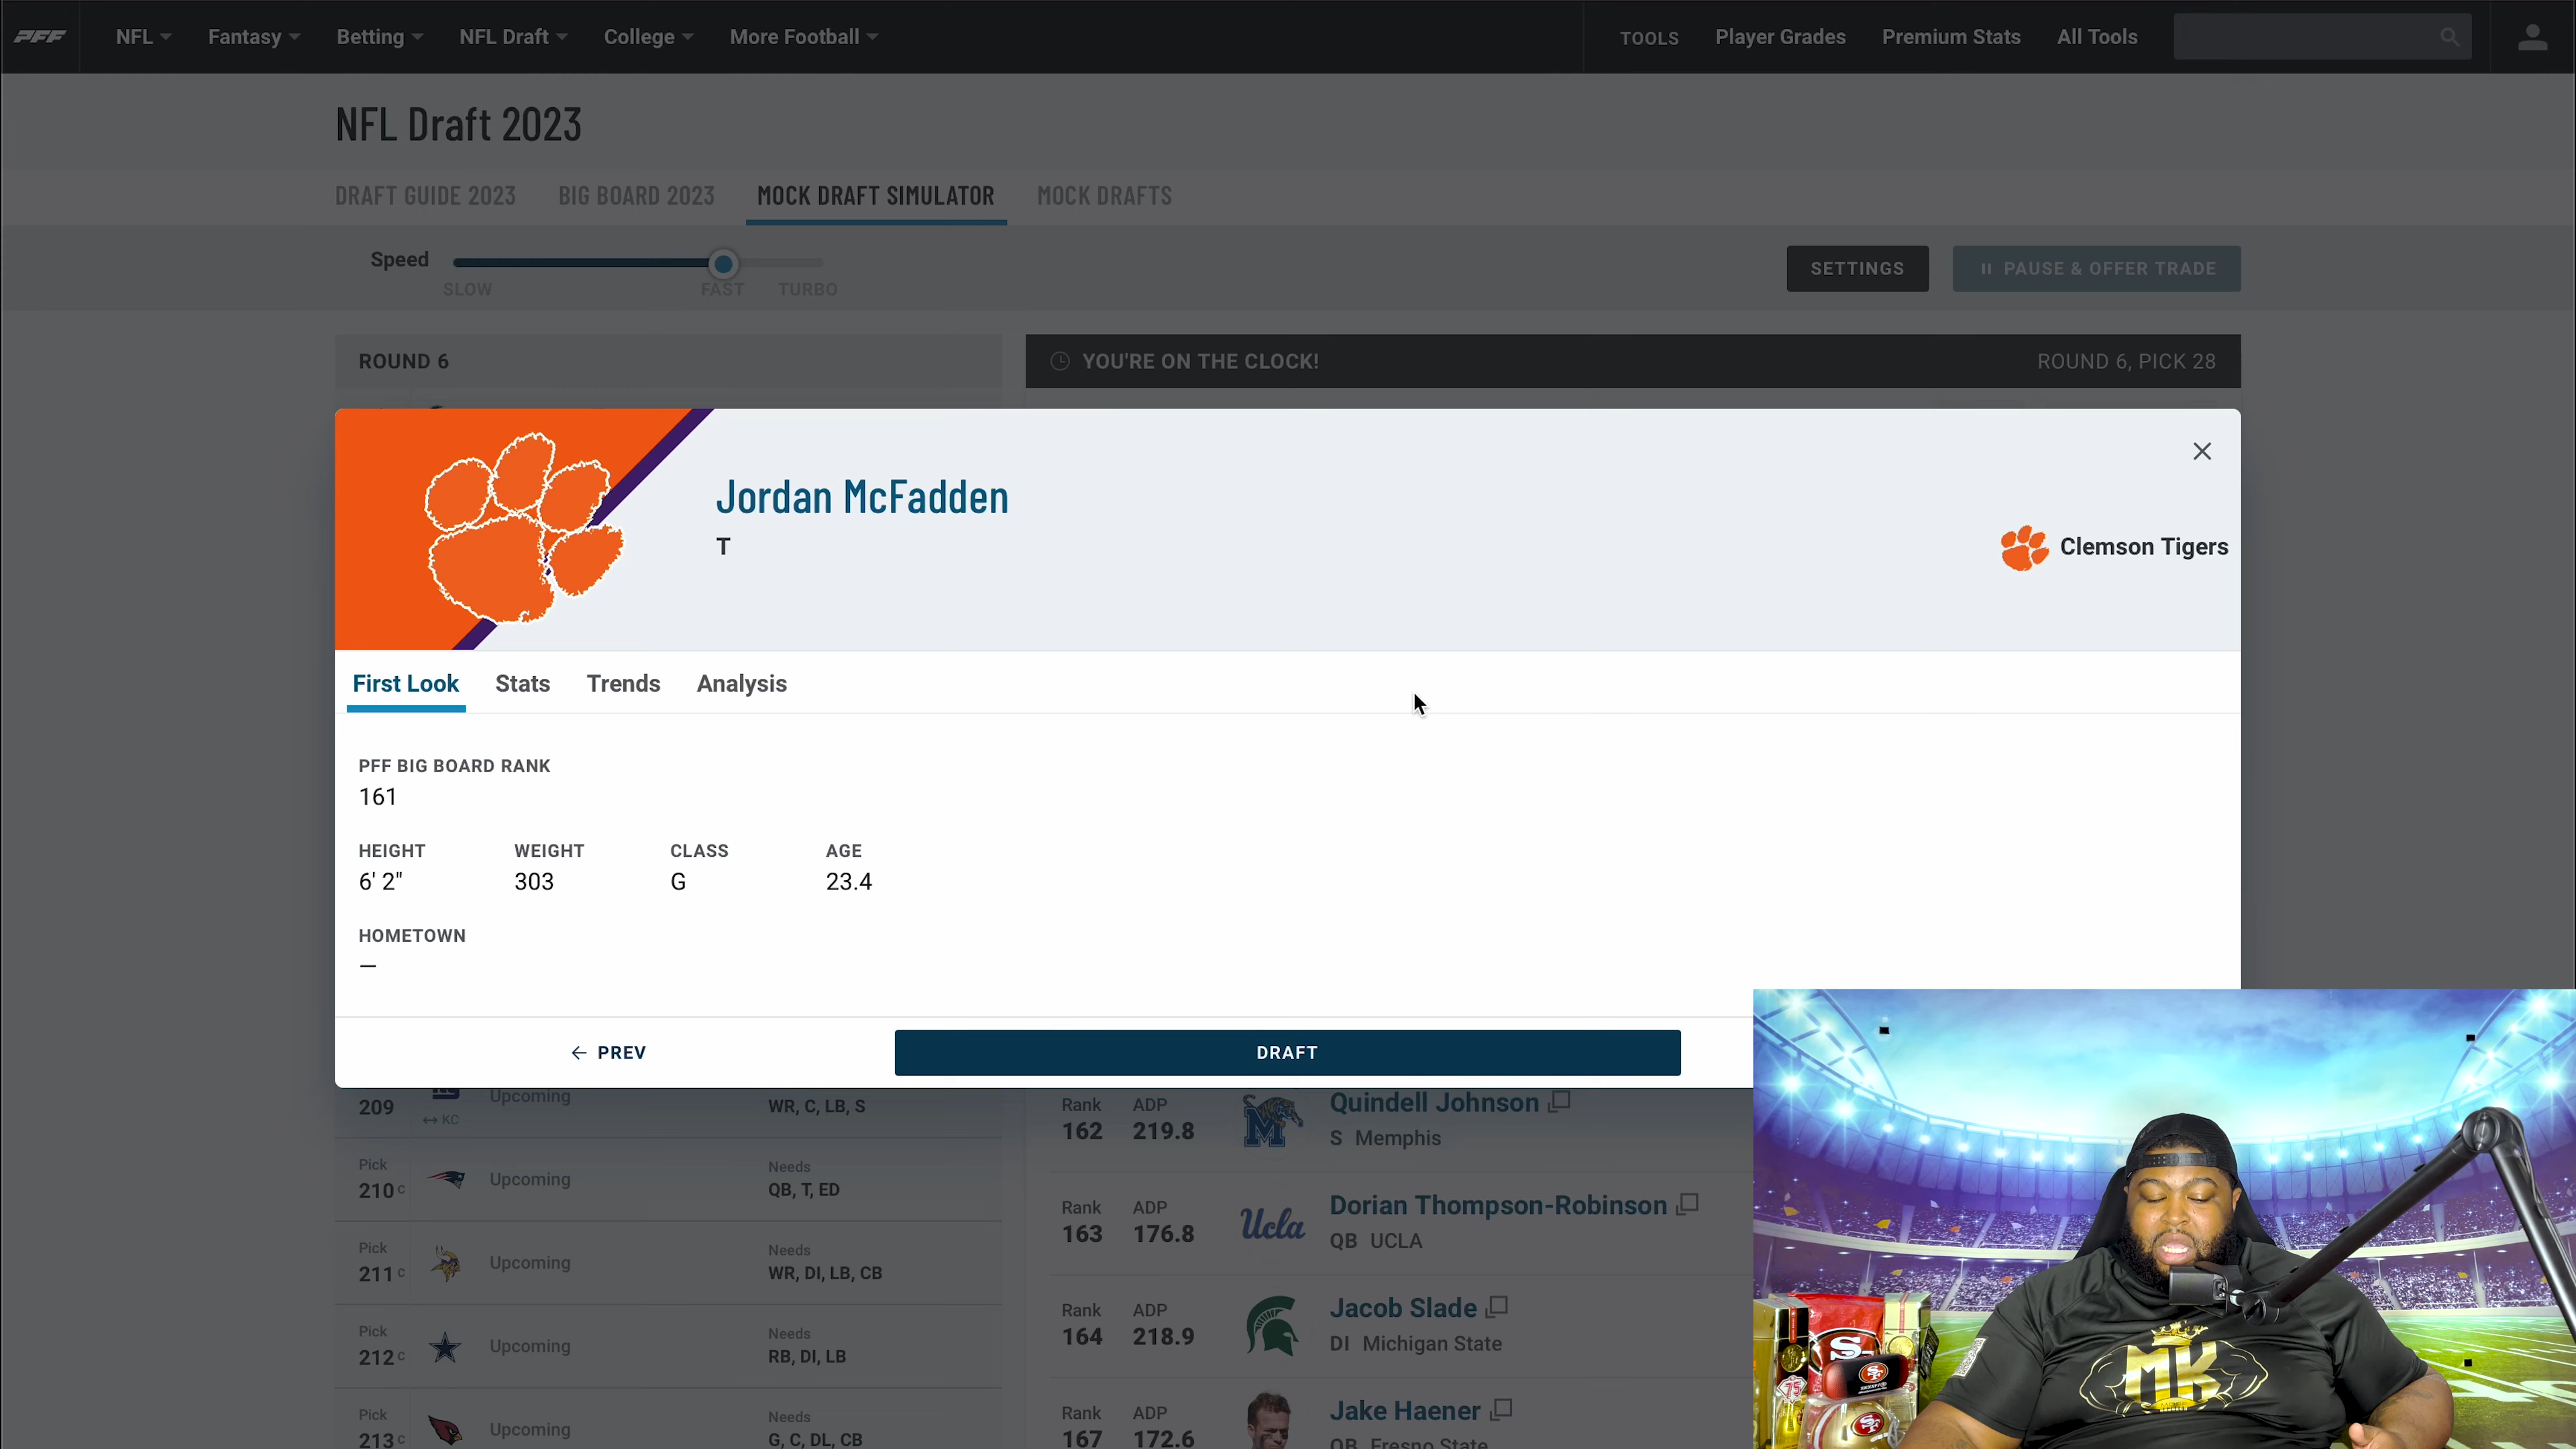 PFF NFL Fantasy Betting NFL Draft College More Football TOOLS Player Grades Premium Stats All Tools
NFL Draft 2023
DRAFT GUIDE 2023 BIG BOARD 2023 MOCK DRAFT SIMULATOR MOCK DRAFTS
Speed
SLOW FAST TURBO
SETTINGS PAUSE & OFFER TRADE
ROUND 6
YOU'RE ON THE CLOCK! ROUND 6, PICK 28
Jordan McFadden
T
Clemson Tigers
First Look Stats Trends Analysis
PFF BIG BOARD RANK
161
HEIGHT WEIGHT CLASS AGE
6' 2" 303 G 23.4
HOMETOWN
—
← PREV DRAFT
209 Upcoming WR, C, LB, S
↔ KC
Pick Needs
210 C Upcoming QB, T, ED
Pick Needs
211 C Upcoming WR, DI, LB, CB
Pick Needs
212 C Upcoming RB, DI, LB
Pick Needs
213 C Upcoming G, C, DL, CB
Rank ADP Quindell Johnson
162 219.8 S Memphis
Rank ADP Dorian Thompson-Robinson
163 176.8 Ucla QB UCLA
Rank ADP Jacob Slade
164 218.9 DI Michigan State
Rank ADP Jake Haener
167 172.6 QB Fresno State
MK
SF
75